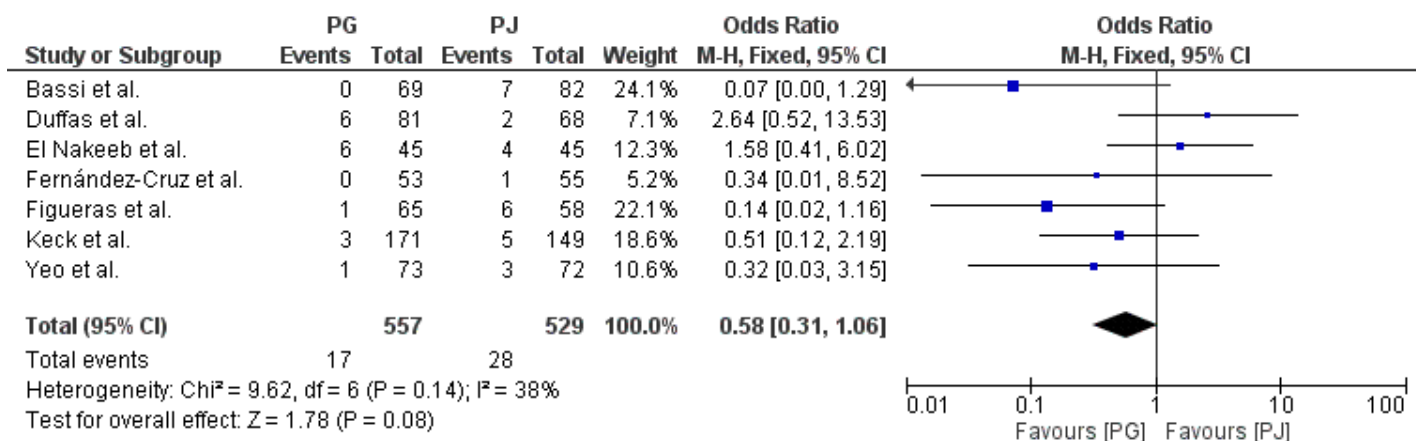 PG PJ Odds Ratio Odds Ratio
Study or Subgroup Events Total Events Total Weight M-H, Fixed, 95% CI M-H, Fixed, 95% CI
Bassi et al. 0 69 7 82 24.1% 0.07 [0.00, 1.29]
Duffas et al. 6 81 2 68 7.1% 2.64 [0.52, 13.53]
El Nakeeb et al. 6 45 4 45 12.3% 1.58 [0.41, 6.02]
Fernández-Cruz et al. 0 53 1 55 5.2% 0.34 [0.01, 8.52]
Figueras et al. 1 65 6 58 22.1% 0.14 [0.02, 1.16]
Keck et al. 3 171 5 149 18.6% 0.51 [0.12, 2.19]
Yeo et al. 1 73 3 72 10.6% 0.32 [0.03, 3.15]
Total (95% CI) 557 529 100.0% 0.58 [0.31, 1.06]
Total events 17 28
Heterogeneity: Chi² = 9.62, df = 6 (P = 0.14); I² = 38%
Test for overall effect: Z = 1.78 (P = 0.08)
0.01 0.1 1 10 100
Favours [PG] Favours [PJ]